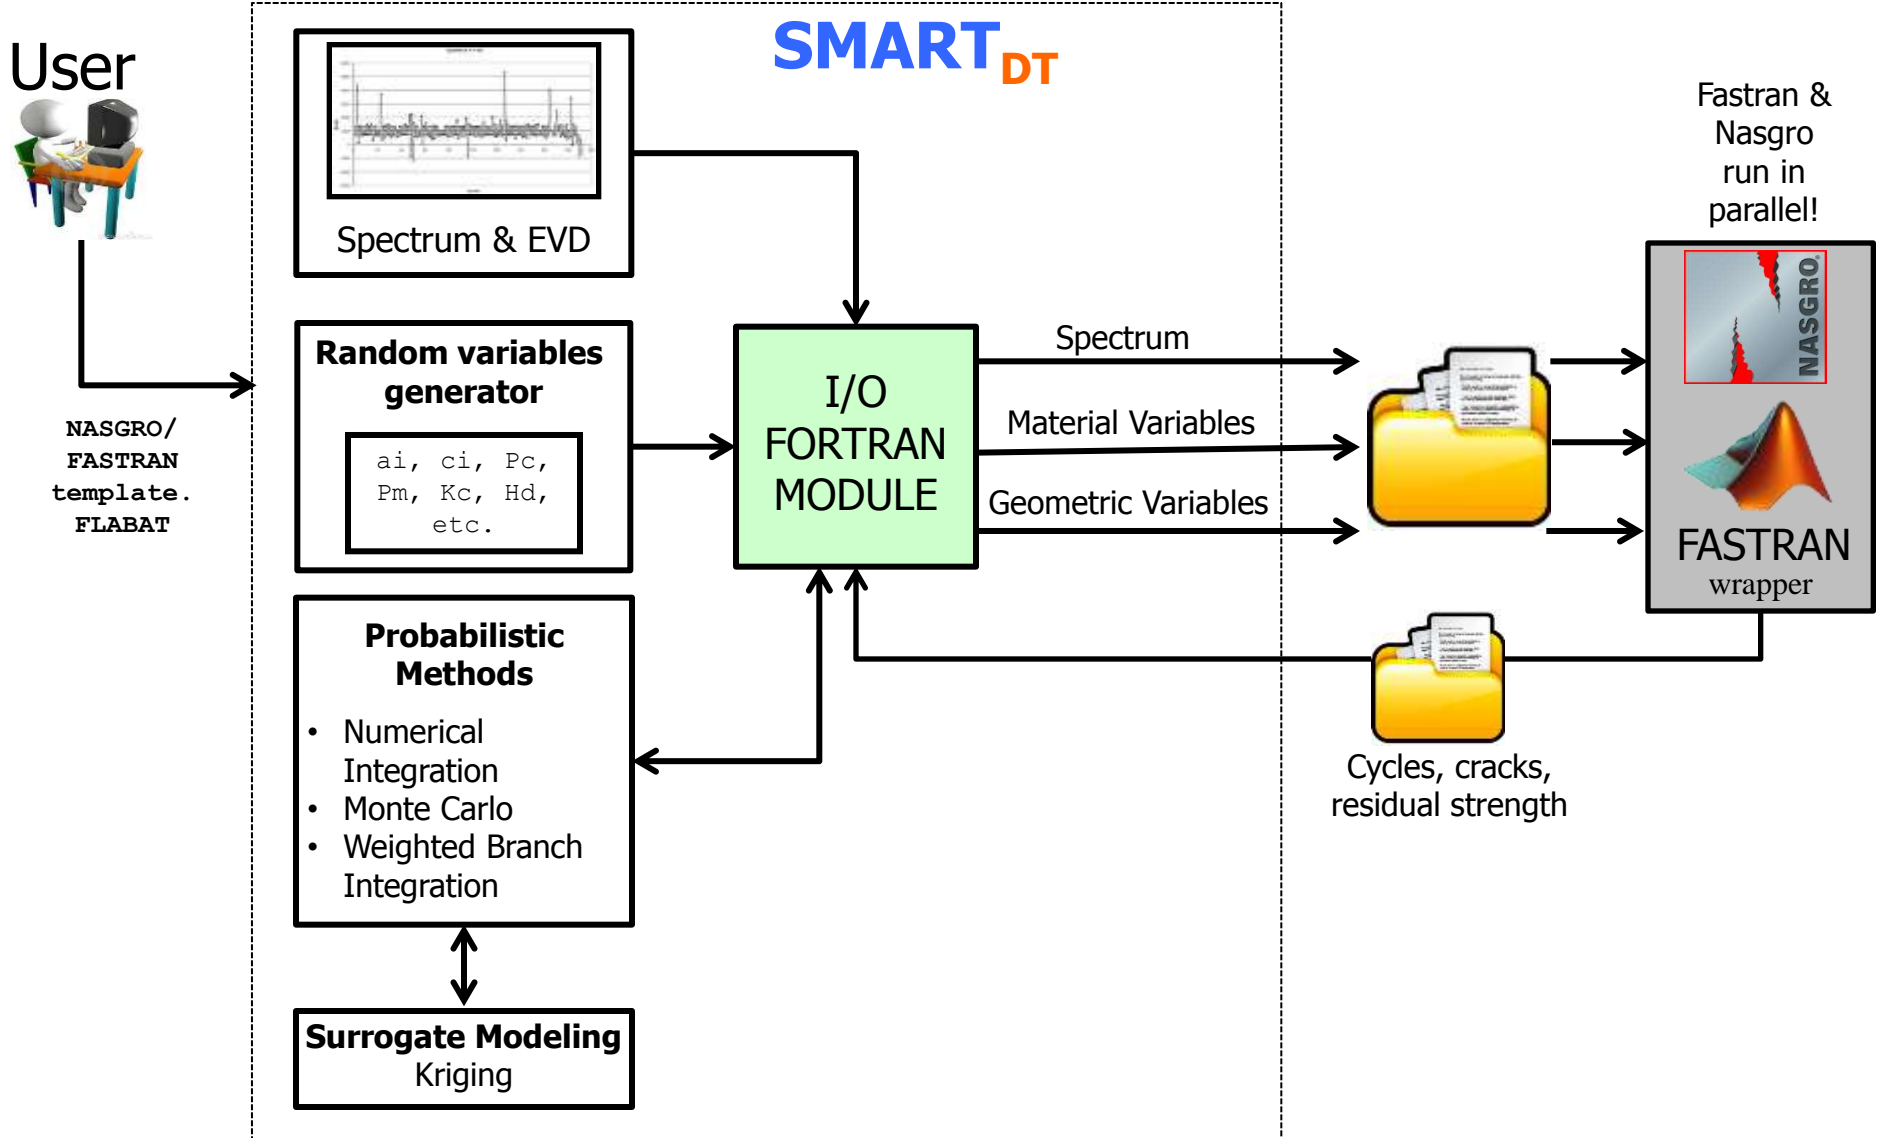 User
NASGRO/
FASTRAN
template.
FLABAT
SMART DT
Spectrum & EVD
Random variables
generator
ai, ci, Pc,
Pm, Kc, Hd,
etc.
Probabilistic
Methods
• Numerical
Integration
• Monte Carlo
• Weighted Branch
Integration
Surrogate Modeling
Kriging
I/O
FORTRAN
MODULE
Spectrum
Material Variables
Geometric Variables
Fastran &
Nasgro
run in
parallel!
NASGRO®
FASTRAN
wrapper
Cycles, cracks,
residual strength